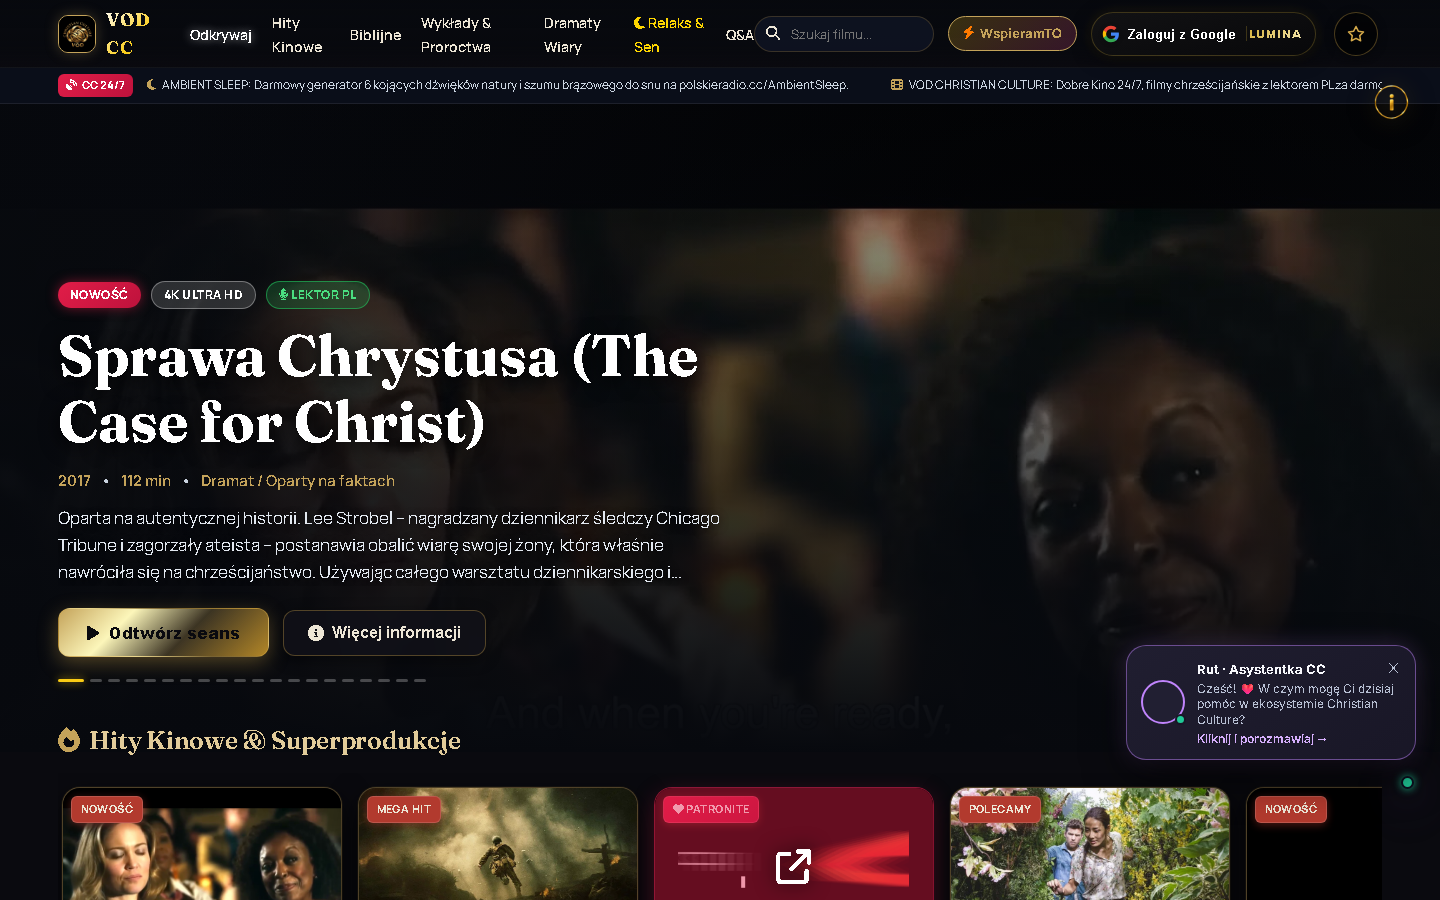 VOD CC
Odkrywaj
Hity Kinowe
Biblijne
Wykłady & Proroctwa
Dramaty Wiary
Relaks & Sen
Q&A
Szukaj filmu...
WspieramTO
Zaloguj z Google LUMINA
CC 24/7
AMBIENT SLEEP: Darmowy generator 6 kojących dźwięków natury i szumu brązowego do snu na polskieradio.cc/AmbientSleep.
VOD CHRISTIAN CULTURE: Dobre Kino 24/7, filmy chrześcijańskie z lektorem PL za darmo
NOWOŚĆ
4K ULTRA HD
LEKTOR PL
Sprawa Chrystusa (The
Case for Christ)
2017 • 112 min • Dramat / Oparty na faktach
Oparta na autentycznej historii. Lee Strobel – nagradzany dziennikarz śledczy Chicago
Tribune i zagorzały ateista – postanawia obalić wiarę swojej żony, która właśnie
nawróciła się na chrześcijaństwo. Używając całego warsztatu dziennikarskiego i...
Odtwórz seans
Więcej informacji
And when you're ready,
Rut · Asystentka CC
Cześć! ❤️ W czym mogę Ci dzisiaj
pomóc w ekosystemie Christian
Culture?
Kliknij i porozmawiaj →
Hity Kinowe & Superprodukcje
NOWOŚĆ
MEGA HIT
PATRONITE
POLECAMY
NOWOŚĆ